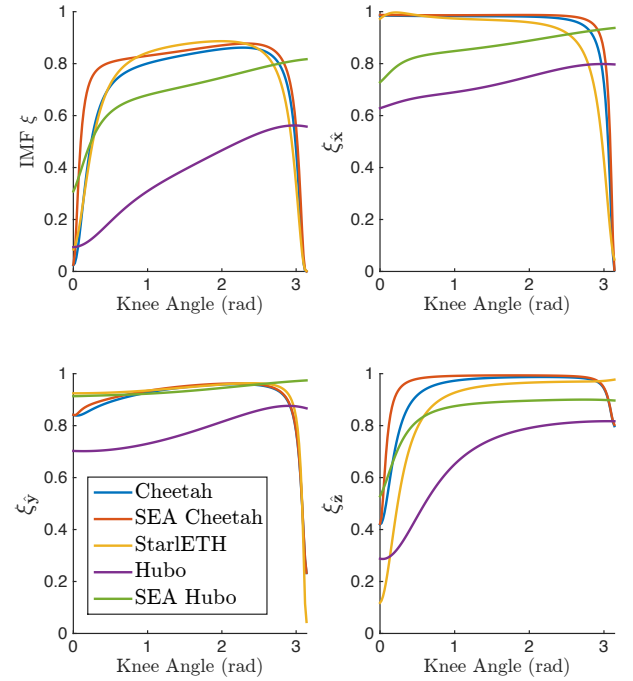 1
0.8
0.6
0.4
0.2
0
IMF ξ
0 1 2 3
Knee Angle (rad)
1
0.8
0.6
0.4
0.2
0
ξx̂
0 1 2 3
Knee Angle (rad)
1
0.8
0.6
0.4
0.2
0
ξŷ
Cheetah
SEA Cheetah
StarlETH
Hubo
SEA Hubo
0 1 2 3
Knee Angle (rad)
1
0.8
0.6
0.4
0.2
0
ξẑ
0 1 2 3
Knee Angle (rad)